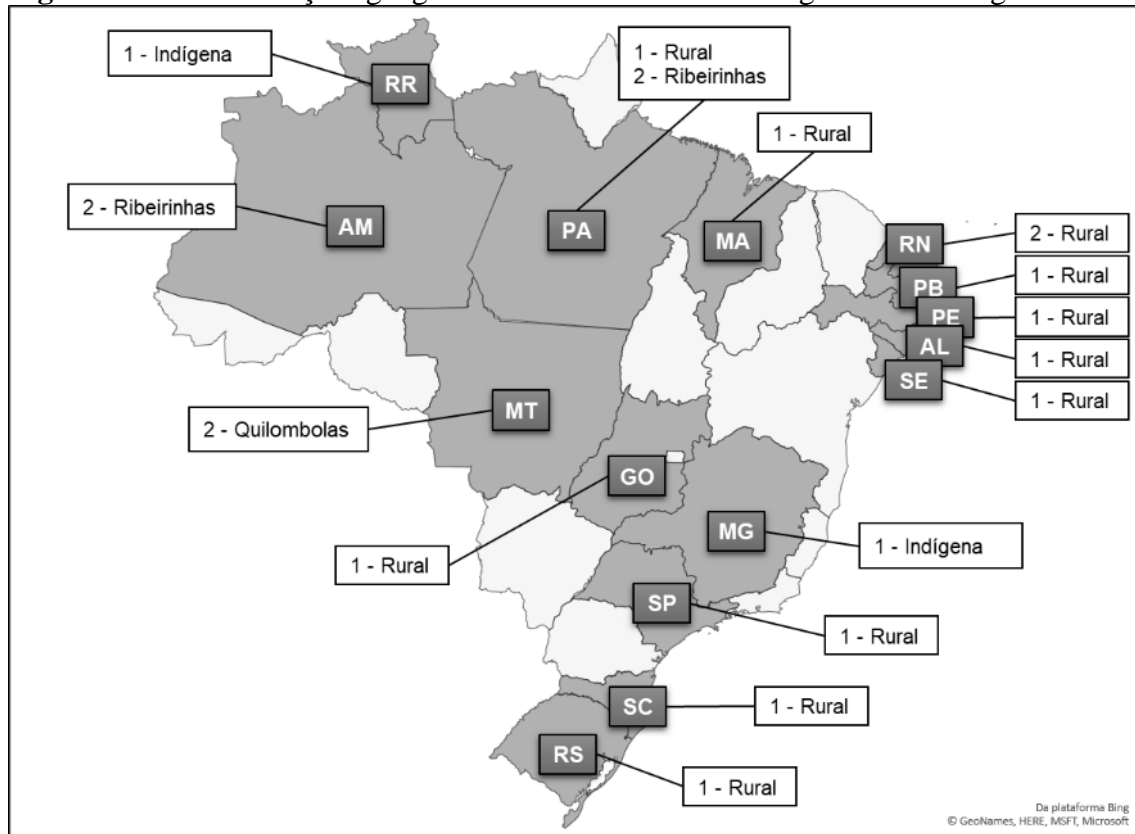 1 - Indígena
1 - Rural
2 - Ribeirinhas
RR
1 - Rural
2 - Ribeirinhas
AM
PA
MA
RN
2 - Rural
PB
1 - Rural
PE
1 - Rural
AL
1 - Rural
SE
1 - Rural
MT
2 - Quilombolas
GO
MG
1 - Indígena
1 - Rural
SP
1 - Rural
SC
1 - Rural
RS
1 - Rural
Da plataforma Bing
© GeoNames, HERE, MSFT, Microsoft